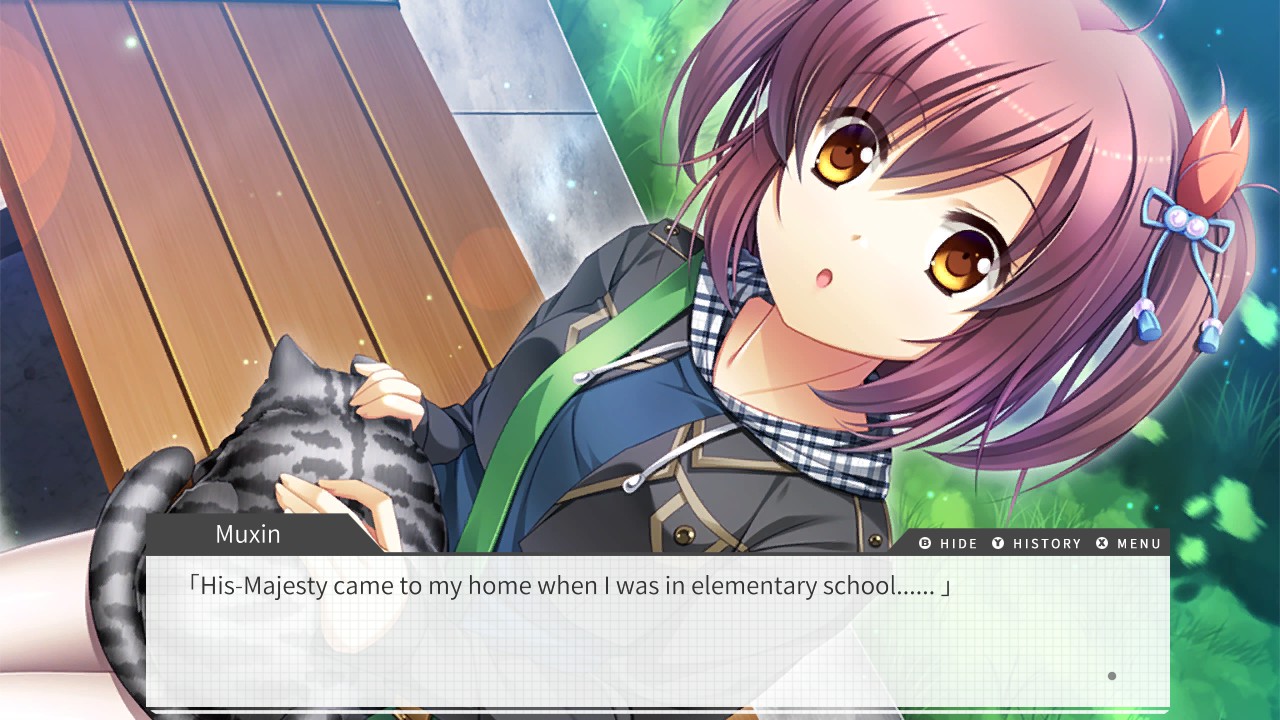 Muxin
B HIDE Y HISTORY X MENU
「His-Majesty came to my home when I was in elementary school...... 」